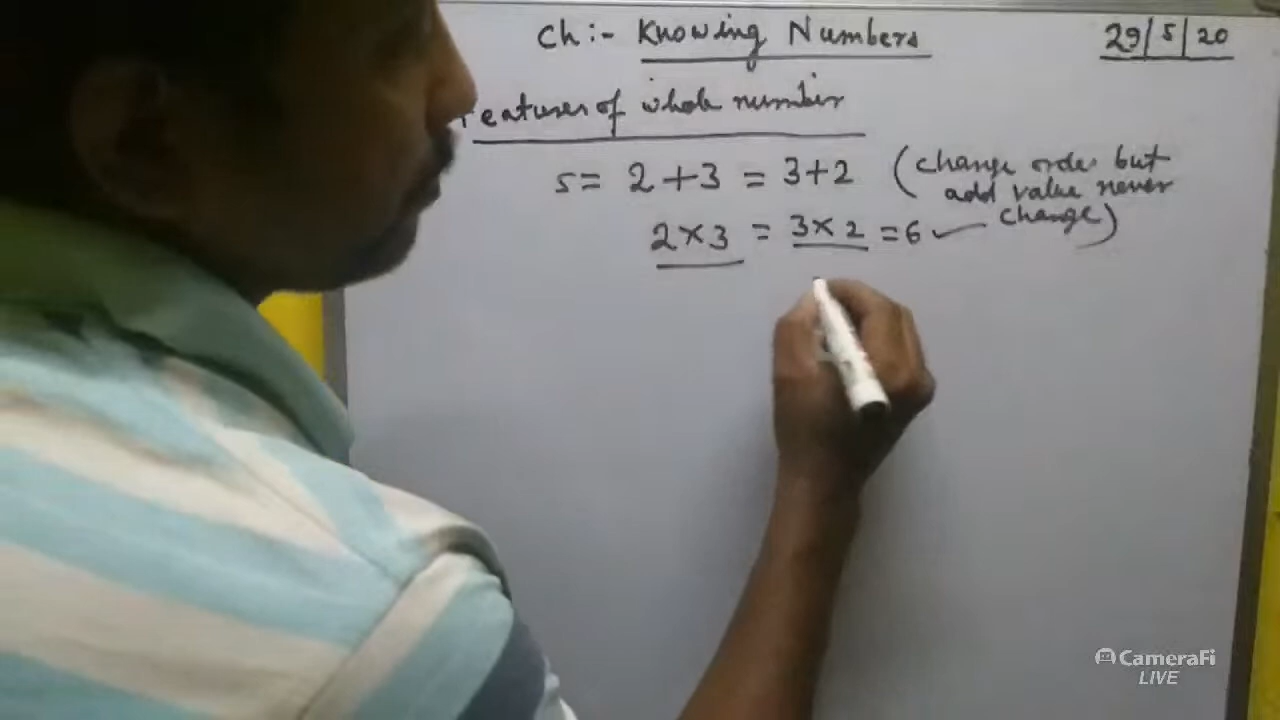 Ch :- Knowing Numbers
29/5/20
Features of whole number
5 = 2 + 3 = 3 + 2 (change order but
add value never
change)
2 × 3 = 3 × 2 = 6
CameraFi
LIVE